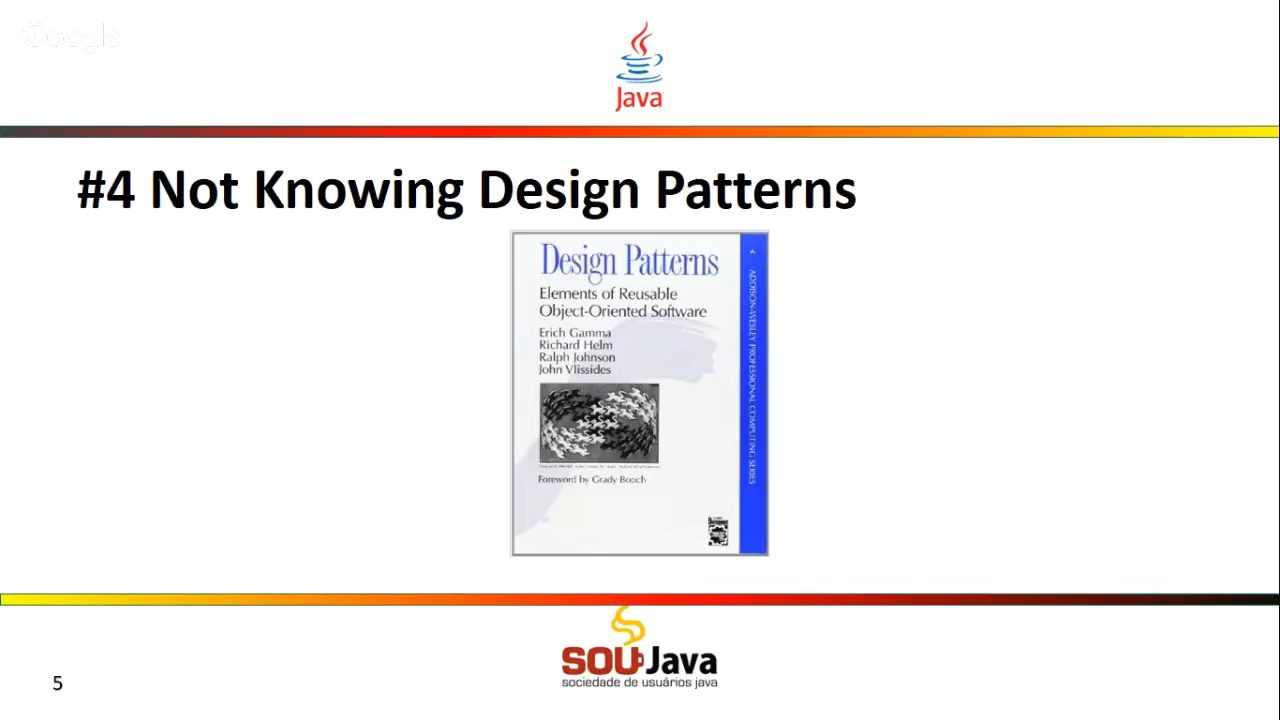 Google
Java
#4 Not Knowing Design Patterns
Design Patterns
Elements of Reusable
Object-Oriented Software
Erich Gamma
Richard Helm
Ralph Johnson
John Vlissides
Foreword by Grady Booch
ADDISON-WESLEY PROFESSIONAL COMPUTING SERIES
SOUJava
sociedade de usuários java
5